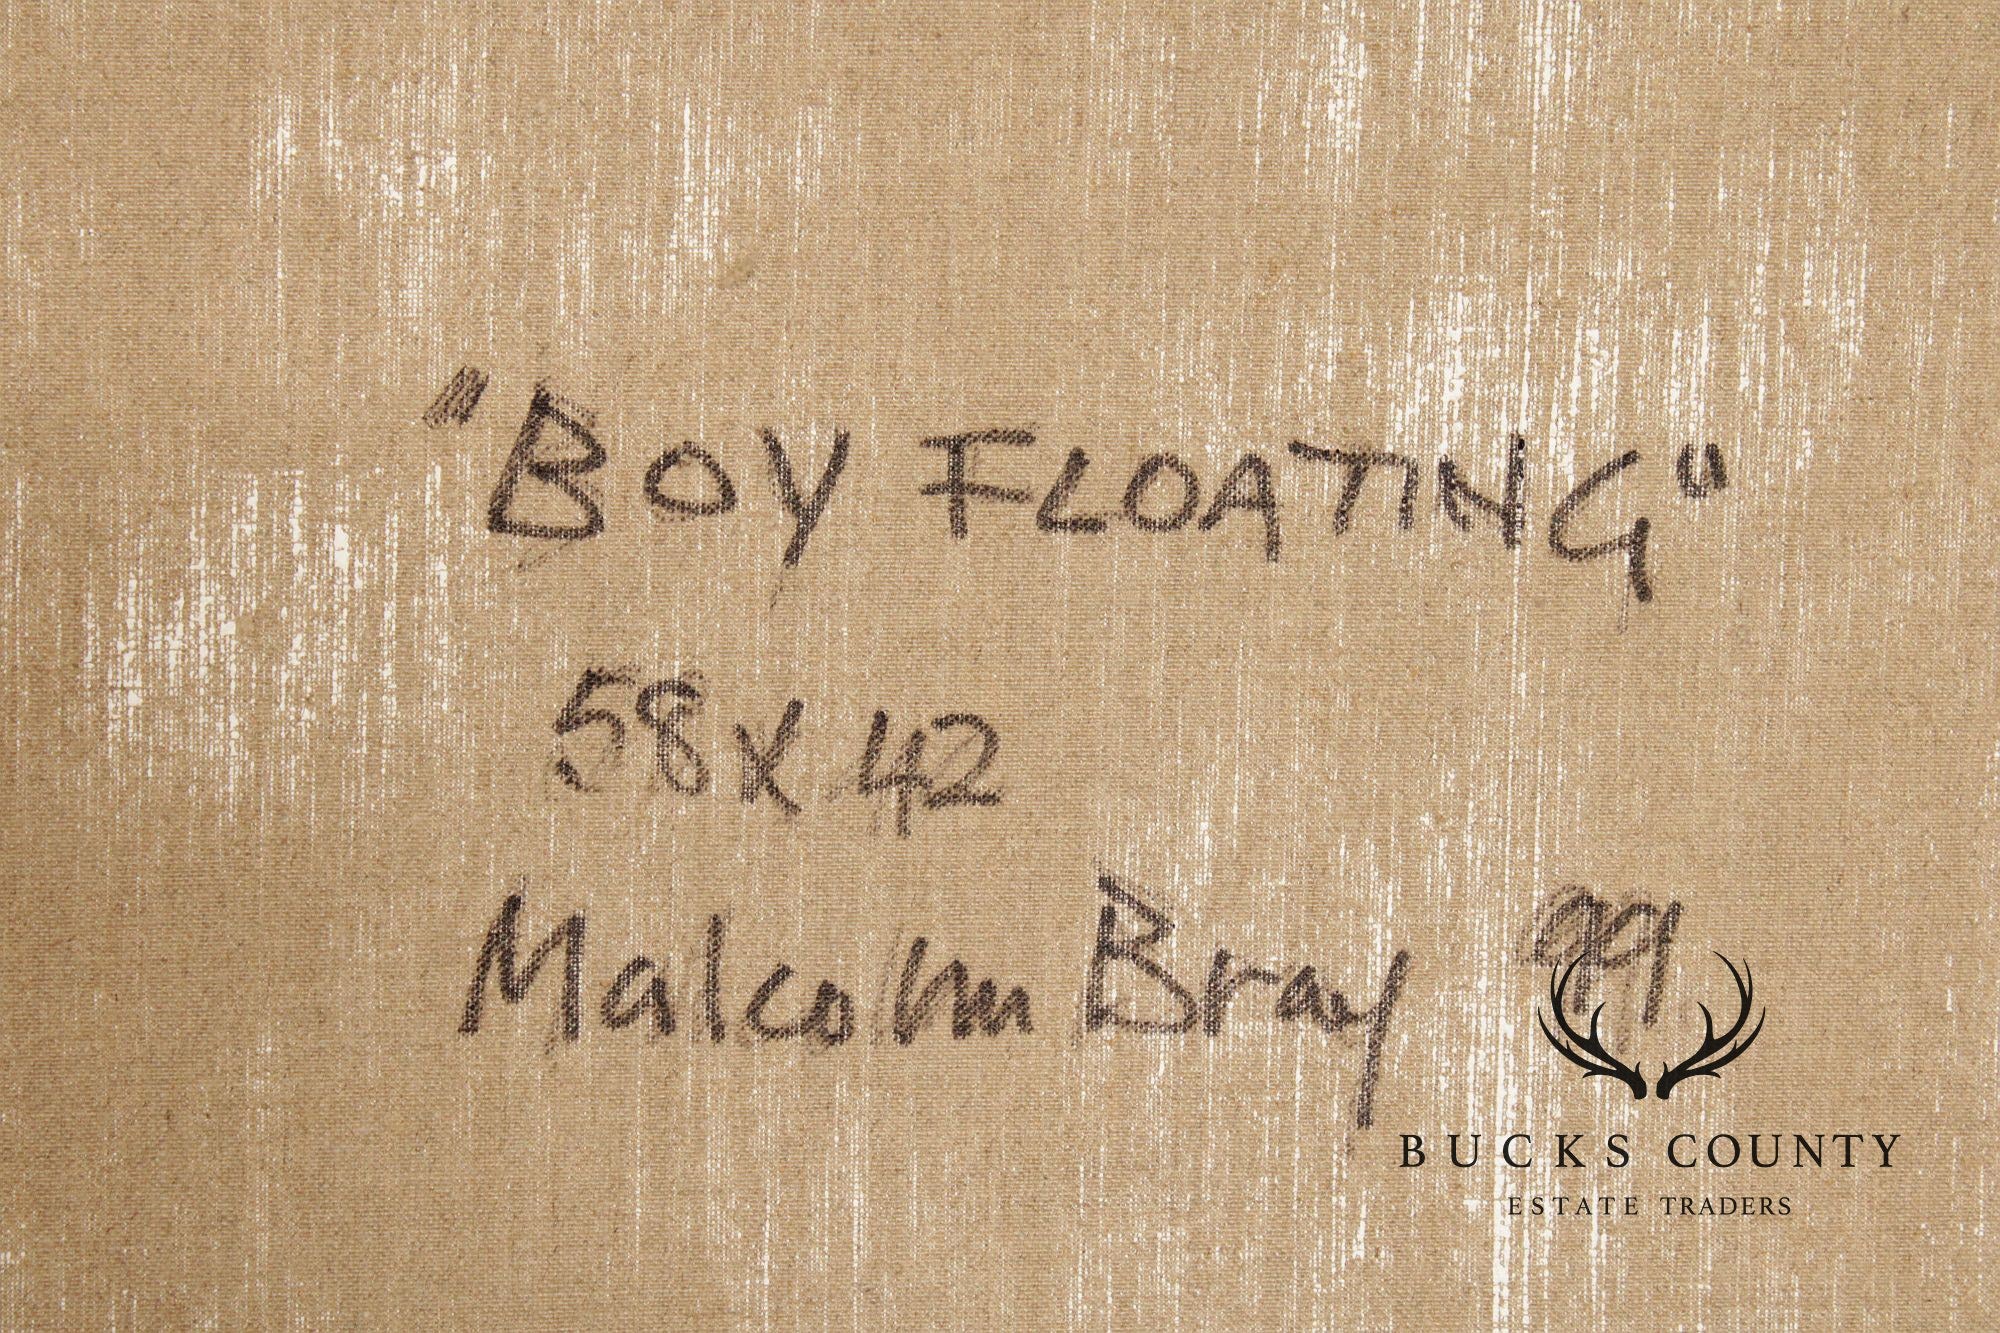 "BOY FLOATING"
58 x 42
Malcolm Bray 99
BUCKS COUNTY
ESTATE TRADERS